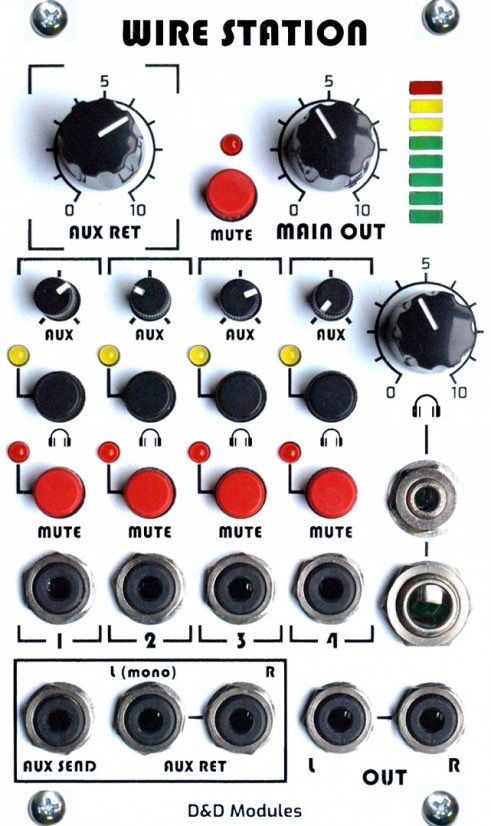 WIRE STATION
5
5
0 10
0 10
AUX RET
MUTE
MAIN OUT
5
AUX AUX AUX AUX
0 10
MUTE MUTE MUTE MUTE
1 2 3 4
L (mono) R
AUX SEND AUX RET
L R
OUT
D&D Modules